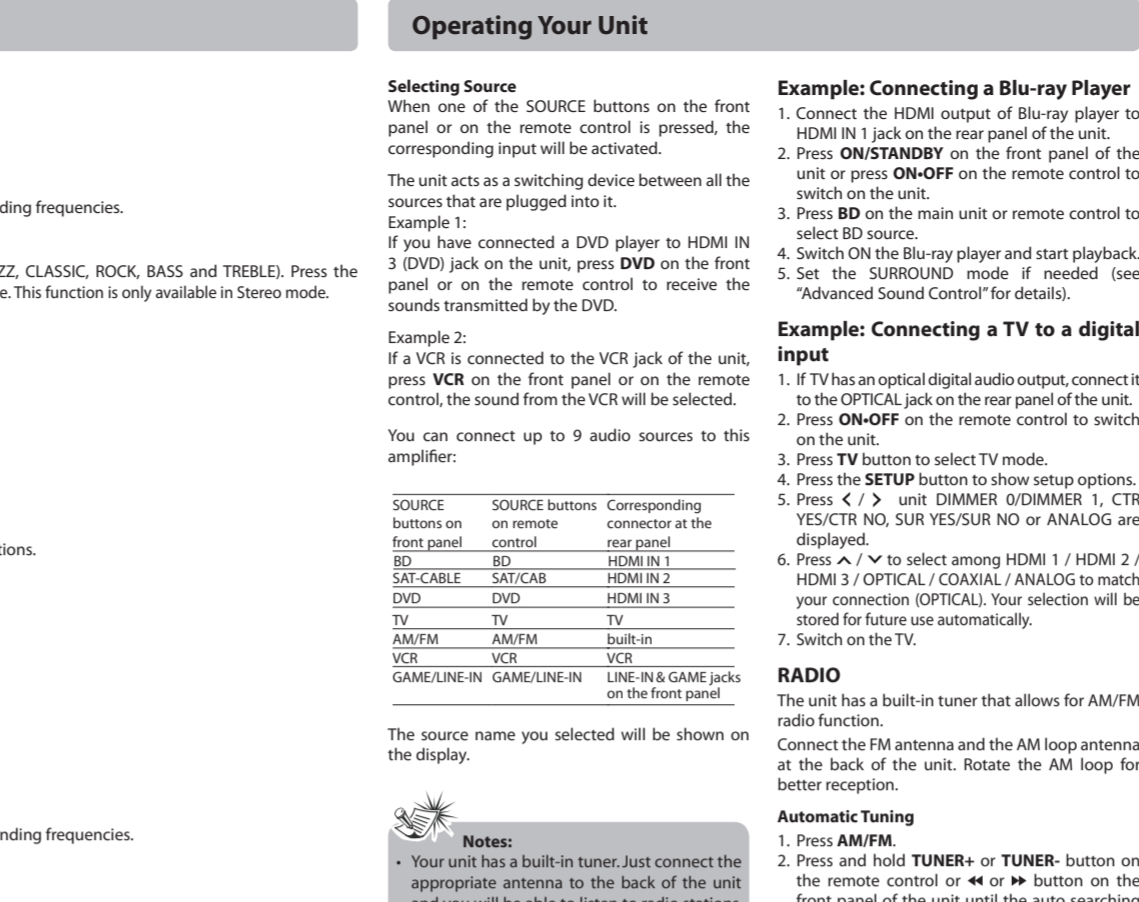 ding frequencies.
ZZ, CLASSIC, ROCK, BASS and TREBLE). Press the
e. This function is only available in Stereo mode.
tions.
nding frequencies.
Operating Your Unit
Selecting Source
When one of the SOURCE buttons on the front
panel or on the remote control is pressed, the
corresponding input will be activated.
The unit acts as a switching device between all the
sources that are plugged into it.
Example 1:
If you have connected a DVD player to HDMI IN
3 (DVD) jack on the unit, press DVD on the front
panel or on the remote control to receive the
sounds transmitted by the DVD.
Example 2:
If a VCR is connected to the VCR jack of the unit,
press VCR on the front panel or on the remote
control, the sound from the VCR will be selected.
You can connect up to 9 audio sources to this
amplifier:
SOURCE SOURCE buttons Corresponding
buttons on on remote connector at the
front panel control rear panel
BD BD HDMI IN 1
SAT-CABLE SAT/CAB HDMI IN 2
DVD DVD HDMI IN 3
TV TV TV
AM/FM AM/FM built-in
VCR VCR VCR
GAME/LINE-IN GAME/LINE-IN LINE-IN & GAME jacks
on the front panel
The source name you selected will be shown on
the display.
Notes:
• Your unit has a built-in tuner. Just connect the
appropriate antenna to the back of the unit
and you will be able to listen to radio stations
Example: Connecting a Blu-ray Player
1. Connect the HDMI output of Blu-ray player to
HDMI IN 1 jack on the rear panel of the unit.
2. Press ON/STANDBY on the front panel of the
unit or press ON•OFF on the remote control to
switch on the unit.
3. Press BD on the main unit or remote control to
select BD source.
4. Switch ON the Blu-ray player and start playback.
5. Set the SURROUND mode if needed (see
“Advanced Sound Control” for details).
Example: Connecting a TV to a digital
input
1. If TV has an optical digital audio output, connect it
to the OPTICAL jack on the rear panel of the unit.
2. Press ON•OFF on the remote control to switch
on the unit.
3. Press TV button to select TV mode.
4. Press the SETUP button to show setup options.
5. Press < / > unit DIMMER 0/DIMMER 1, CTR
YES/CTR NO, SUR YES/SUR NO or ANALOG are
displayed.
6. Press ∧ / ∨ to select among HDMI 1 / HDMI 2 /
HDMI 3 / OPTICAL / COAXIAL / ANALOG to match
your connection (OPTICAL). Your selection will be
stored for future use automatically.
7. Switch on the TV.
RADIO
The unit has a built-in tuner that allows for AM/FM
radio function.
Connect the FM antenna and the AM loop antenna
at the back of the unit. Rotate the AM loop for
better reception.
Automatic Tuning
1. Press AM/FM.
2. Press and hold TUNER+ or TUNER- button on
the remote control or ◀◀ or ▶▶ button on the
front panel of the unit until the auto searching